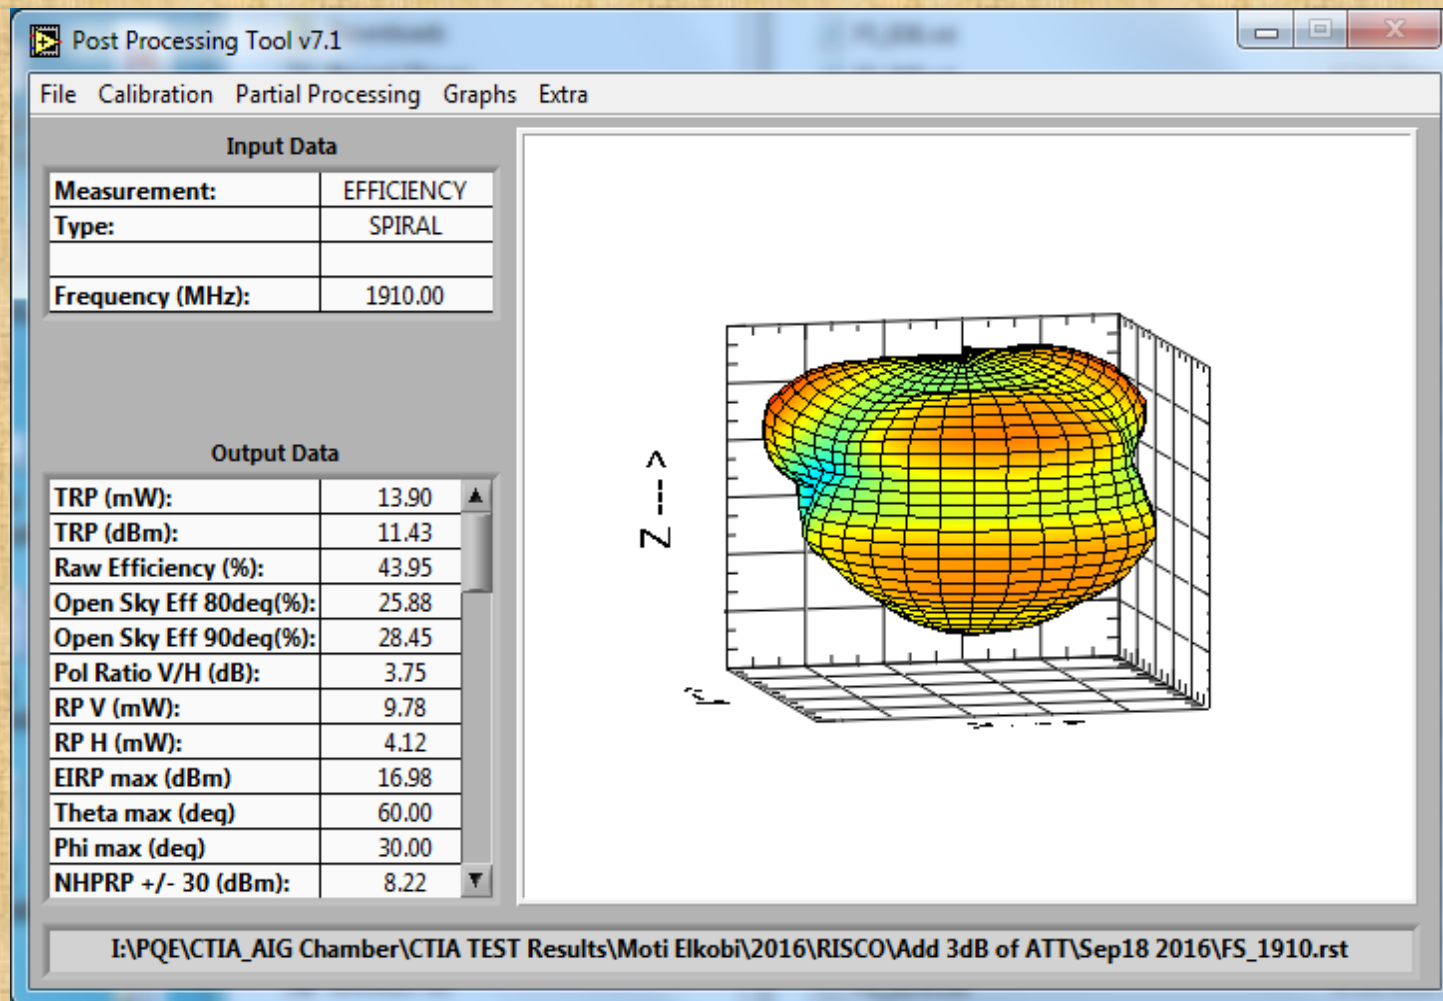 Post Processing Tool v7.1
File Calibration Partial Processing Graphs Extra
Input Data
Measurement: EFFICIENCY
Type: SPIRAL
Frequency (MHz): 1910.00
Output Data
TRP (mW): 13.90
TRP (dBm): 11.43
Raw Efficiency (%): 43.95
Open Sky Eff 80deg(%): 25.88
Open Sky Eff 90deg(%): 28.45
Pol Ratio V/H (dB): 3.75
RP V (mW): 9.78
RP H (mW): 4.12
EIRP max (dBm) 16.98
Theta max (deg) 60.00
Phi max (deg) 30.00
NHPRP +/- 30 (dBm): 8.22
Z --- >
I:\PQE\CTIA_AIG Chamber\CTIA TEST Results\Moti Elkobi\2016\RISCO\Add 3dB of ATT\Sep18 2016\FS_1910.rst